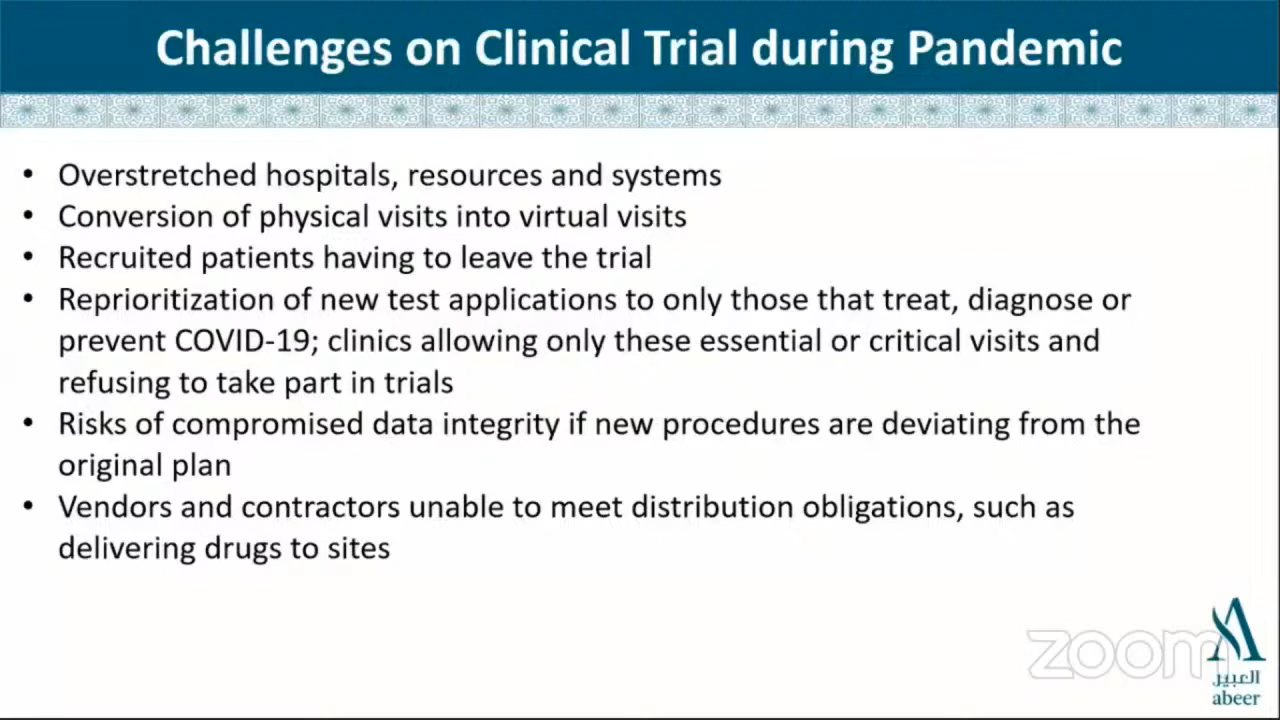 Challenges on Clinical Trial during Pandemic
• Overstretched hospitals, resources and systems
• Conversion of physical visits into virtual visits
• Recruited patients having to leave the trial
• Reprioritization of new test applications to only those that treat, diagnose or
prevent COVID-19; clinics allowing only these essential or critical visits and
refusing to take part in trials
• Risks of compromised data integrity if new procedures are deviating from the
original plan
• Vendors and contractors unable to meet distribution obligations, such as
delivering drugs to sites
zoom
العبير
abeer